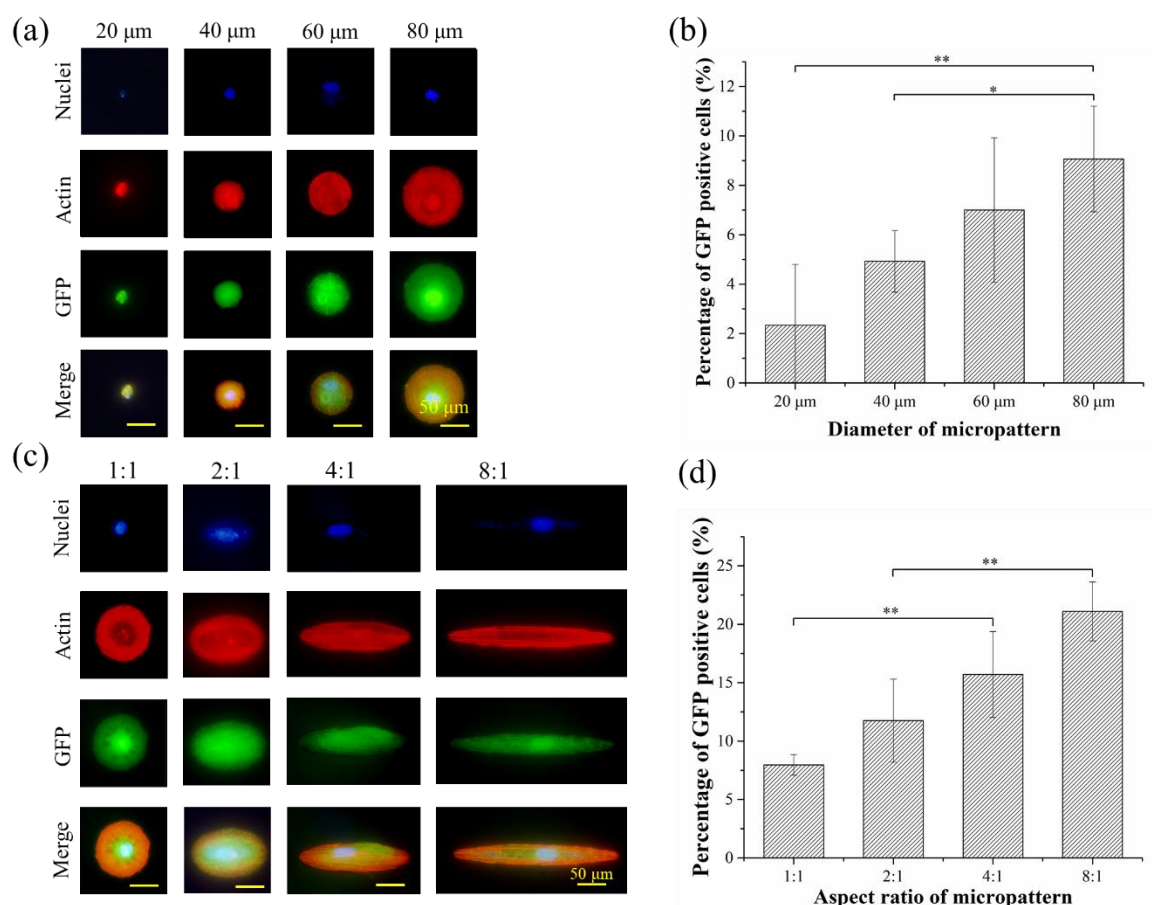 (a)
20 μm 40 μm 60 μm 80 μm
Nuclei
Actin
GFP
Merge
50 μm
(b)
Percentage of GFP positive cells (%)
12
10
8
6
4
2
0
**
*
20 μm 40 μm 60 μm 80 μm
Diameter of micropattern
(c)
1:1 2:1 4:1 8:1
Nuclei
Actin
GFP
Merge
50 μm
(d)
Percentage of GFP positive cells (%)
25
20
15
10
5
0
**
**
1:1 2:1 4:1 8:1
Aspect ratio of micropattern